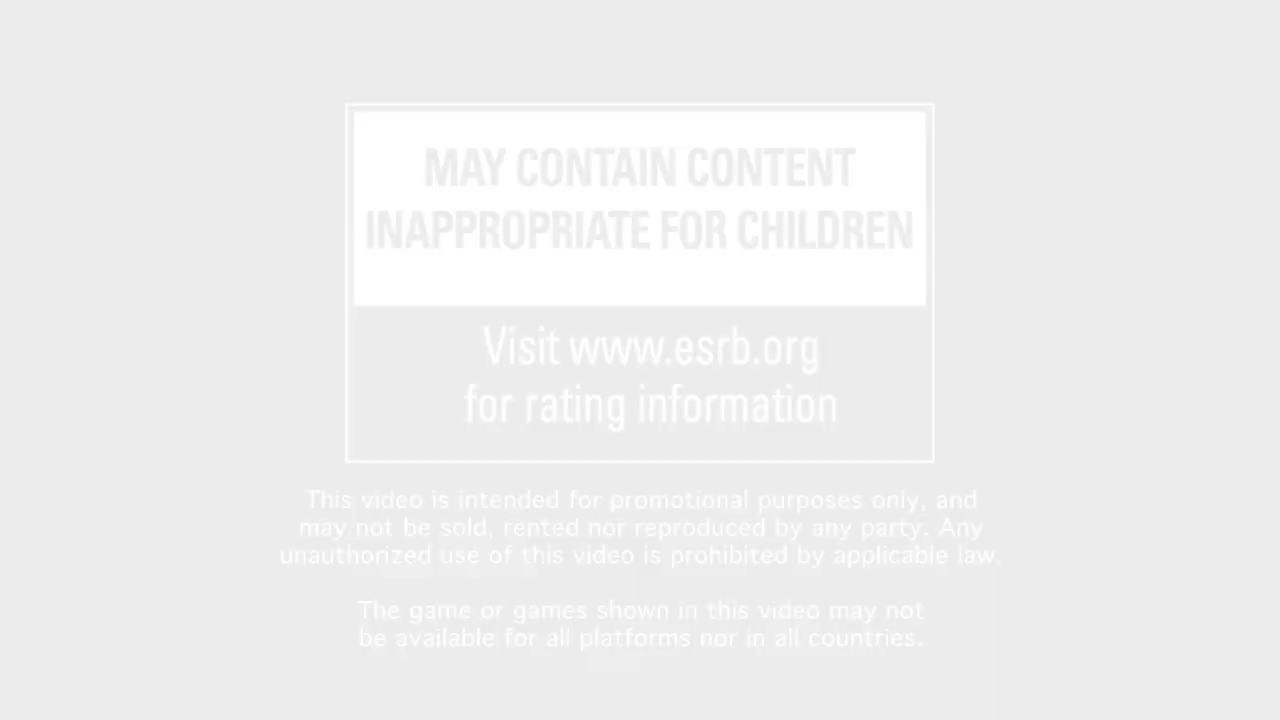 MAY CONTAIN CONTENT
INAPPROPRIATE FOR CHILDREN
Visit www.esrb.org
for rating information
This video is intended for promotional purposes only, and
may not be sold, rented nor reproduced by any party. Any
unauthorized use of this video is prohibited by applicable law.
The game or games shown in this video may not
be available for all platforms nor in all countries.